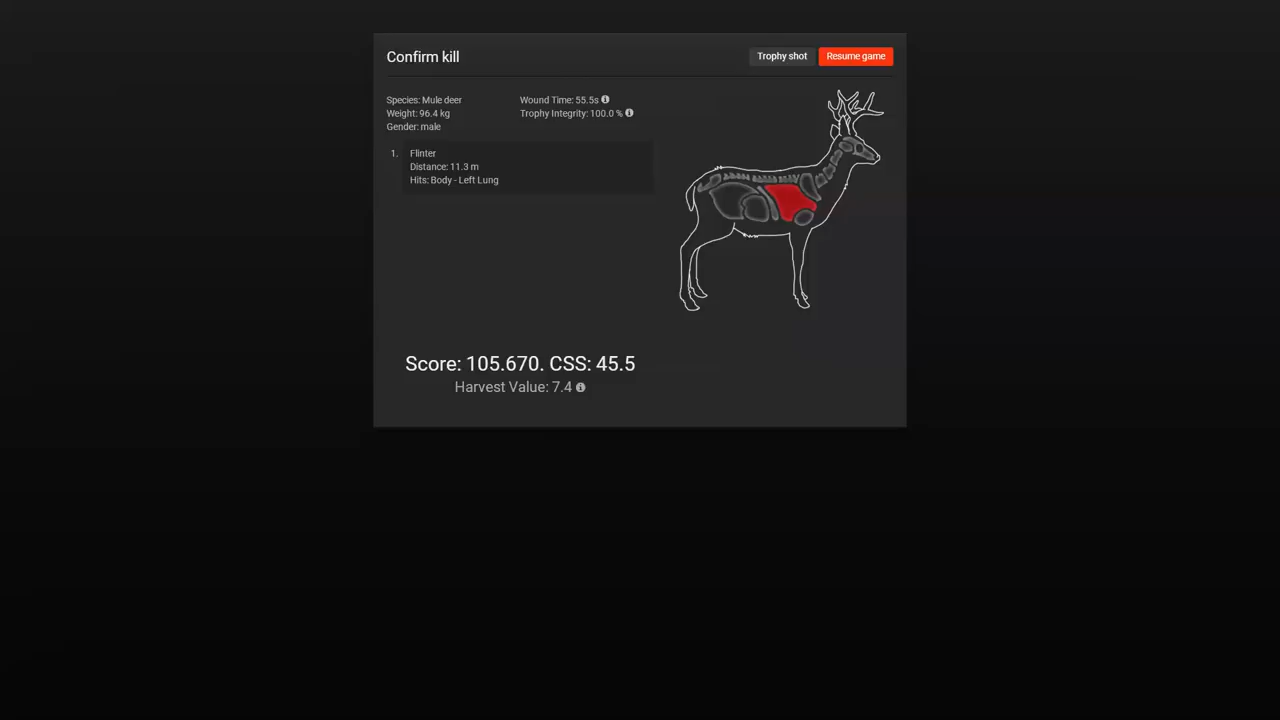 Confirm kill
Trophy shot
Resume game
Species: Mule deer
Weight: 96.4 kg
Gender: male
Wound Time: 55.5s
Trophy Integrity: 100.0 %
1.
Flinter
Distance: 11.3 m
Hits: Body - Left Lung
Score: 105.670. CSS: 45.5
Harvest Value: 7.4